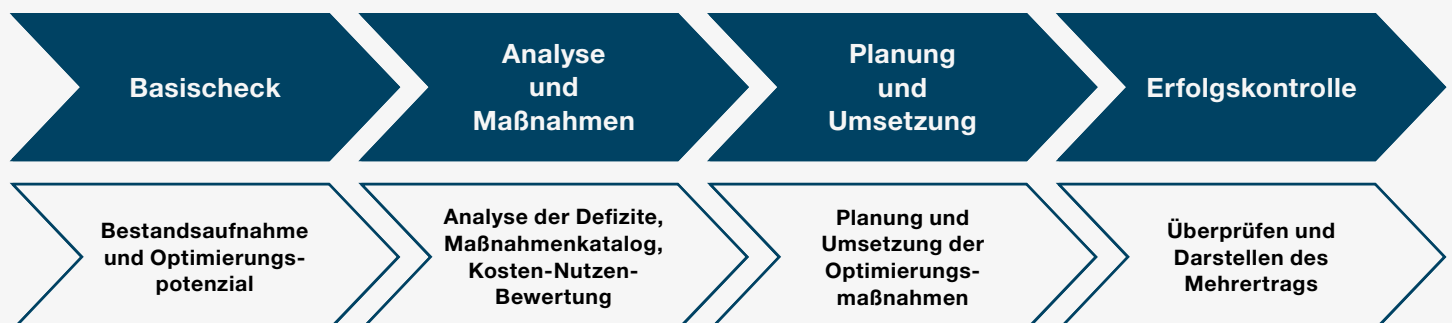 Basischeck
Analyse
und
Maßnahmen
Planung
und
Umsetzung
Erfolgskontrolle
Bestandsaufnahme
und Optimierungs-
potenzial
Analyse der Defizite,
Maßnahmenkatalog,
Kosten-Nutzen-
Bewertung
Planung und
Umsetzung der
Optimierungs-
maßnahmen
Überprüfen und
Darstellen des
Mehrertrags